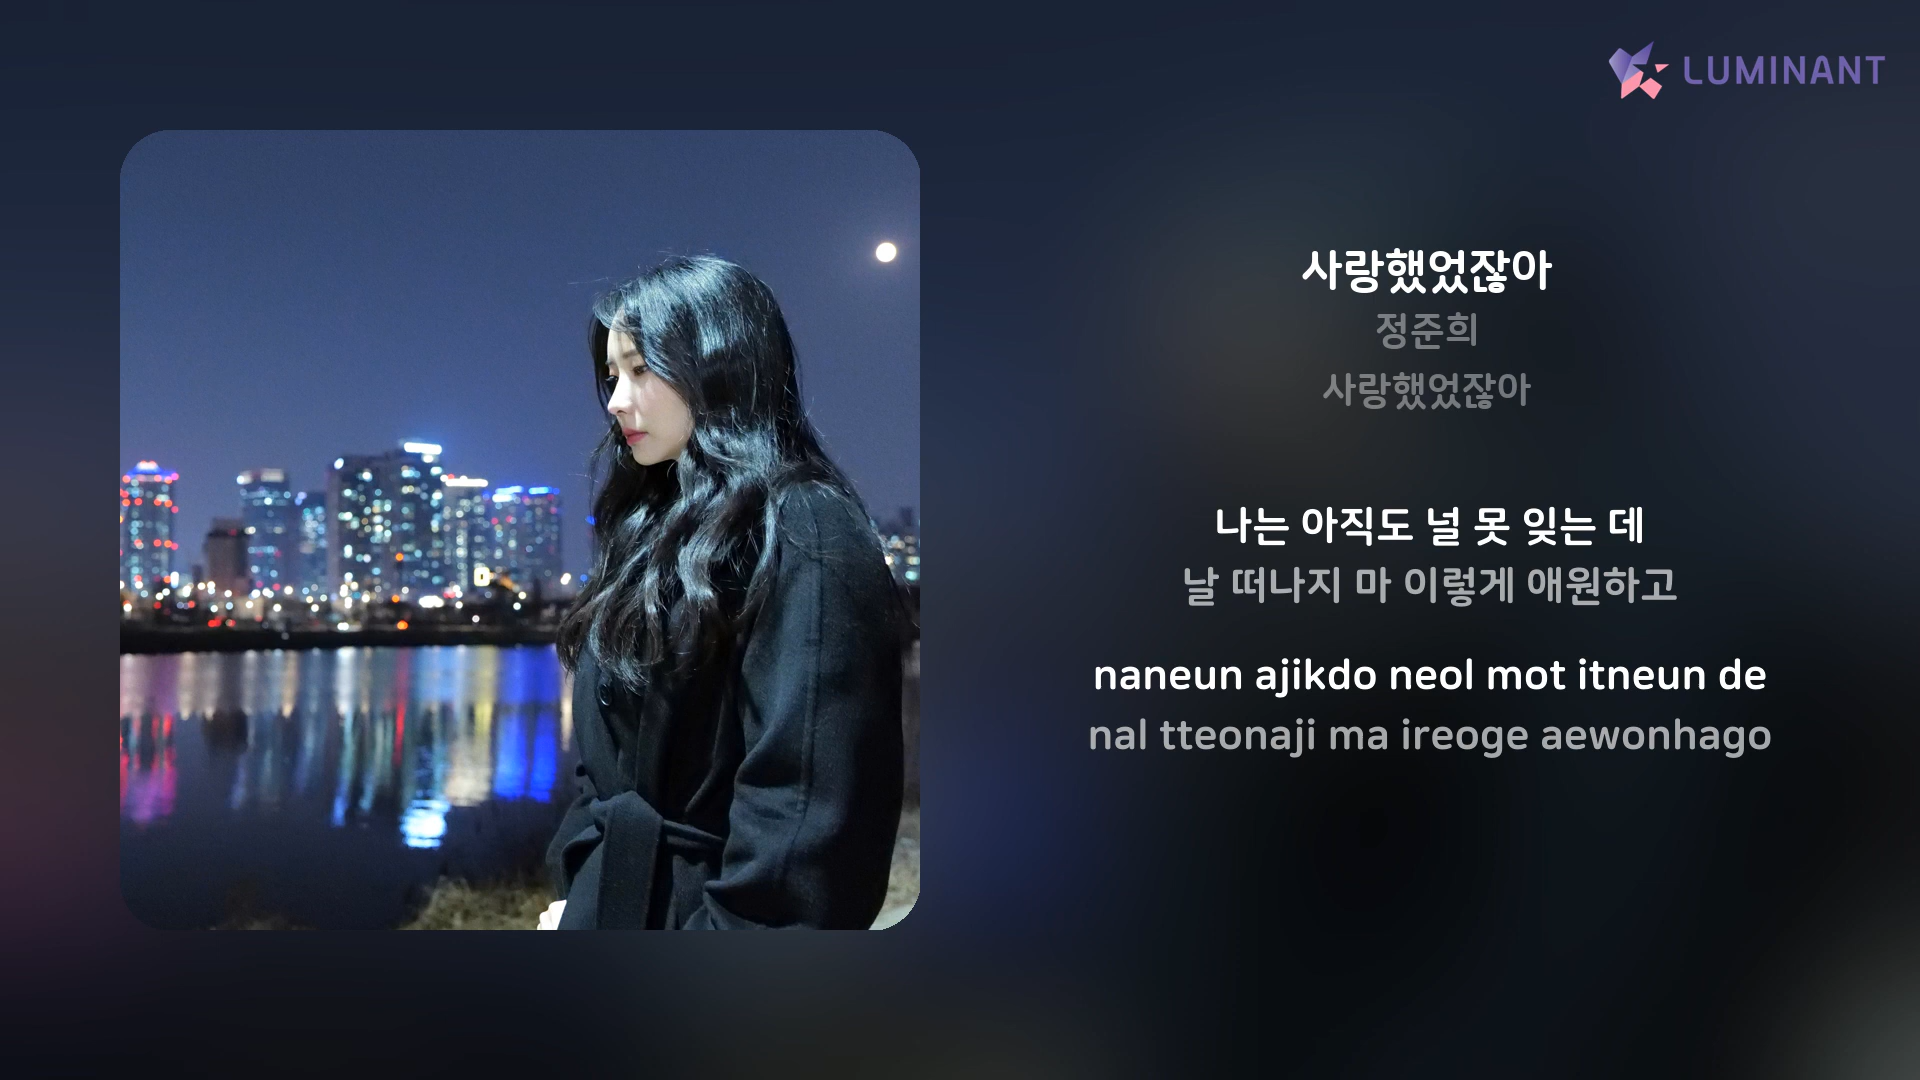 LUMINANT
사랑했었잖아
정준희
사랑했었잖아
나는 아직도 널 못 잊는 데
날 떠나지 마 이렇게 애원하고
naneun ajikdo neol mot itneun de
nal tteonaji ma ireoge aewonhago